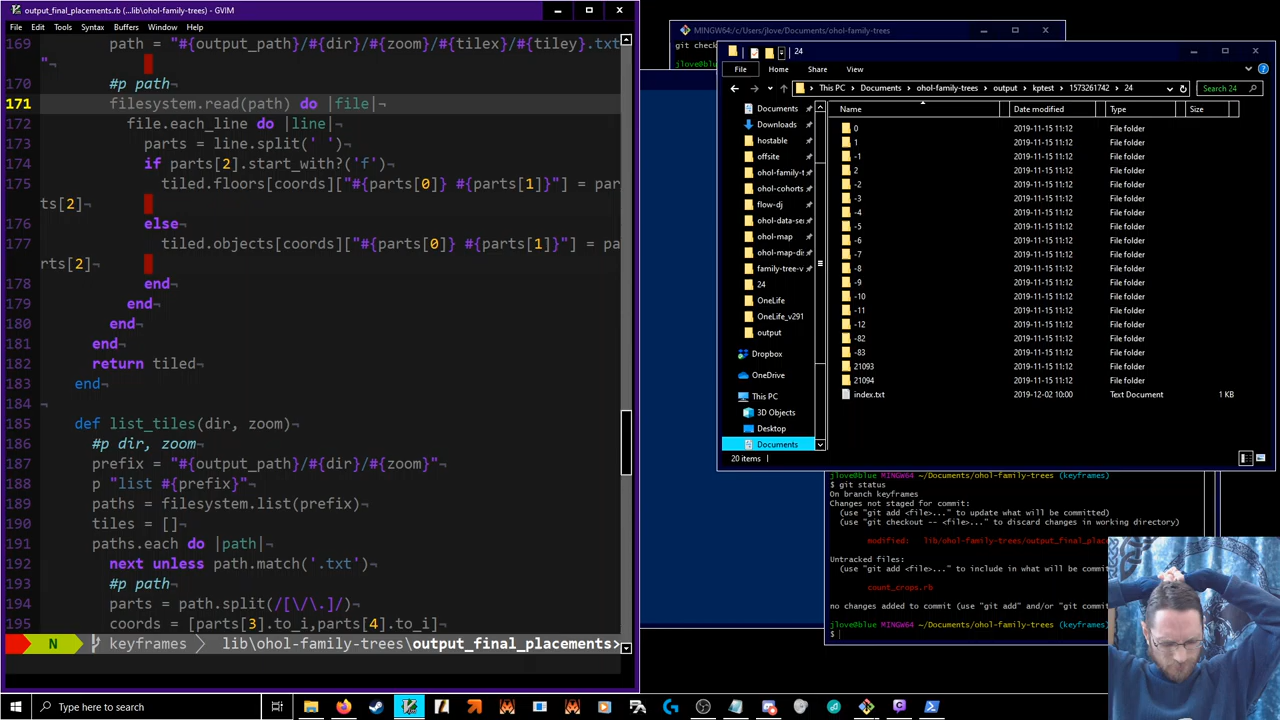 output_final_placements.rb (...lib\ohol-family-trees) - GVIM
File Edit Tools Syntax Buffers Window Help
path = "#{output_path}/#{dir}/#{zoom}/#{tilex}/#{tiley}.txt
"
170 #p path
171 filesystem.read(path) do |file|¬
172 file.each_line do |line|¬
173 parts = line.split(' ')¬
174 if parts[2].start_with?('f')¬
175 tiled.floors[coords]["#{parts[0]} #{parts[1]}"] = par
ts[2]¬
176 else¬
177 tiled.objects[coords]["#{parts[0]} #{parts[1]}"] = pa
rts[2]¬
178 end¬
179 end¬
180 end¬
181 end¬
182 return tiled¬
183 end¬
184 ¬
185 def list_tiles(dir, zoom)¬
186 #p dir, zoom¬
187 prefix = "#{output_path}/#{dir}/#{zoom}"¬
188 p "list #{prefix}"¬
189 paths = filesystem.list(prefix)¬
190 tiles = []¬
191 paths.each do |path|¬
192 next unless path.match('.txt')¬
193 #p path¬
194 parts = path.split(/[\/\.]/)¬
195 coords = [parts[3].to_i,parts[4].to_i]¬
N keyframes lib\ohol-family-trees\output_final_placements>
MINGW64:/c/Users/jlove/Documents/ohol-family-trees
git check
24
File Home Share View
This PC Documents ohol-family-trees output kptest 1573261742 24
Search 24
Documents
Downloads
hostable
offsite
ohol-family-t
ohol-cohorts
flow-dj
ohol-data-se
ohol-map
ohol-map-di
family-tree-v
24
OneLife
OneLife_v291
output
Dropbox
OneDrive
This PC
3D Objects
Desktop
Documents
Name Date modified Type Size
0 2019-11-15 11:12 File folder
1 2019-11-15 11:12 File folder
-1 2019-11-15 11:12 File folder
2 2019-11-15 11:12 File folder
-2 2019-11-15 11:12 File folder
-3 2019-11-15 11:12 File folder
-4 2019-11-15 11:12 File folder
-5 2019-11-15 11:12 File folder
-6 2019-11-15 11:12 File folder
-7 2019-11-15 11:12 File folder
-8 2019-11-15 11:12 File folder
-9 2019-11-15 11:12 File folder
-10 2019-11-15 11:12 File folder
-11 2019-11-15 11:12 File folder
-12 2019-11-15 11:12 File folder
-82 2019-11-15 11:12 File folder
-83 2019-11-15 11:12 File folder
21093 2019-11-15 11:12 File folder
21094 2019-11-15 11:12 File folder
index.txt 2019-12-02 10:00 Text Document 1 KB
20 items
jlove@blue MINGW64 ~/Documents/ohol-family-trees (keyframes)
$ git status
On branch keyframes
Changes not staged for commit:
(use "git add <file>..." to update what will be committed)
(use "git checkout -- <file>..." to discard changes in working directory)
modified: lib/ohol-family-trees/output_final_plac
Untracked files:
(use "git add <file>..." to include in what will be comm
count_crops.rb
no changes added to commit (use "git add" and/or "git commit
jlove@blue MINGW64 ~/Documents/ohol-family-trees (keyframes)
$
Type here to search